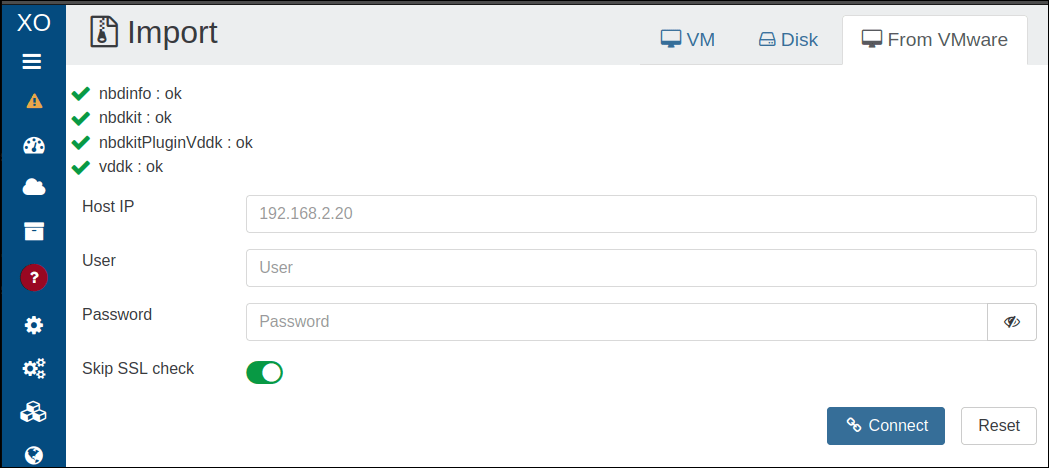 XO
Import
VM
Disk
From VMware
nbdinfo : ok
nbdkit : ok
nbdkitPluginVddk : ok
vddk : ok
Host IP
192.168.2.20
User
User
Password
Password
Skip SSL check
Connect
Reset
?